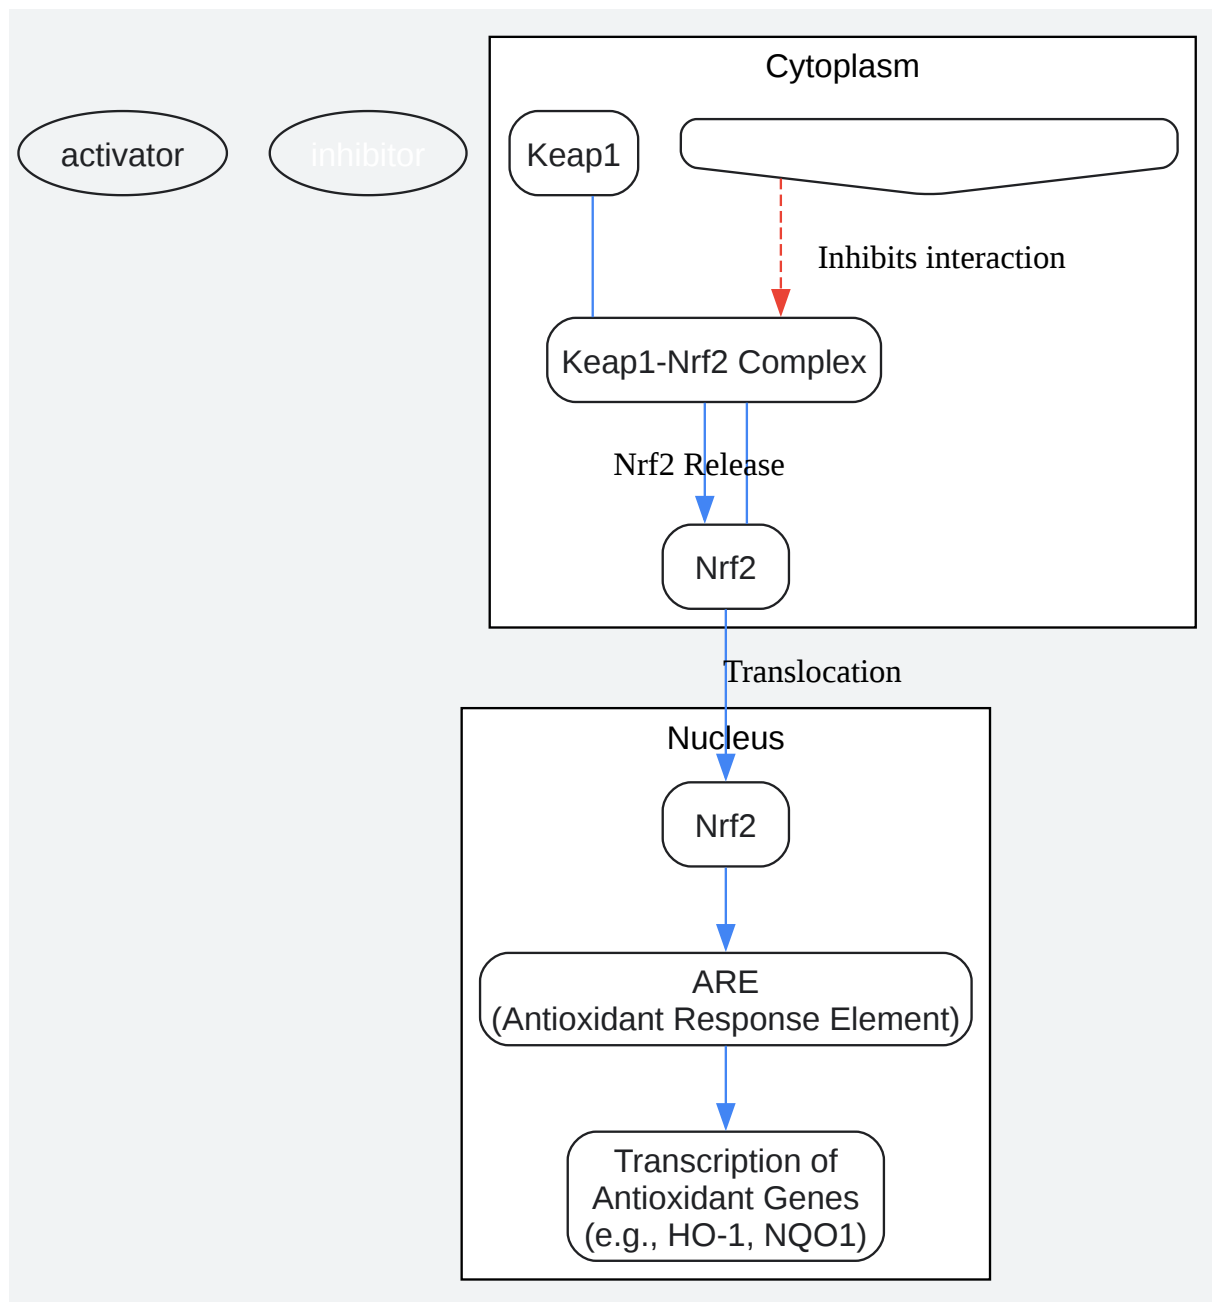 Cytoplasm
activator
inhibitor
Keap1
Inhibits interaction
Keap1-Nrf2 Complex
Nrf2 Release
Nrf2
Translocation
Nucleus
Nrf2
ARE
(Antioxidant Response Element)
Transcription of
Antioxidant Genes
(e.g., HO-1, NQO1)